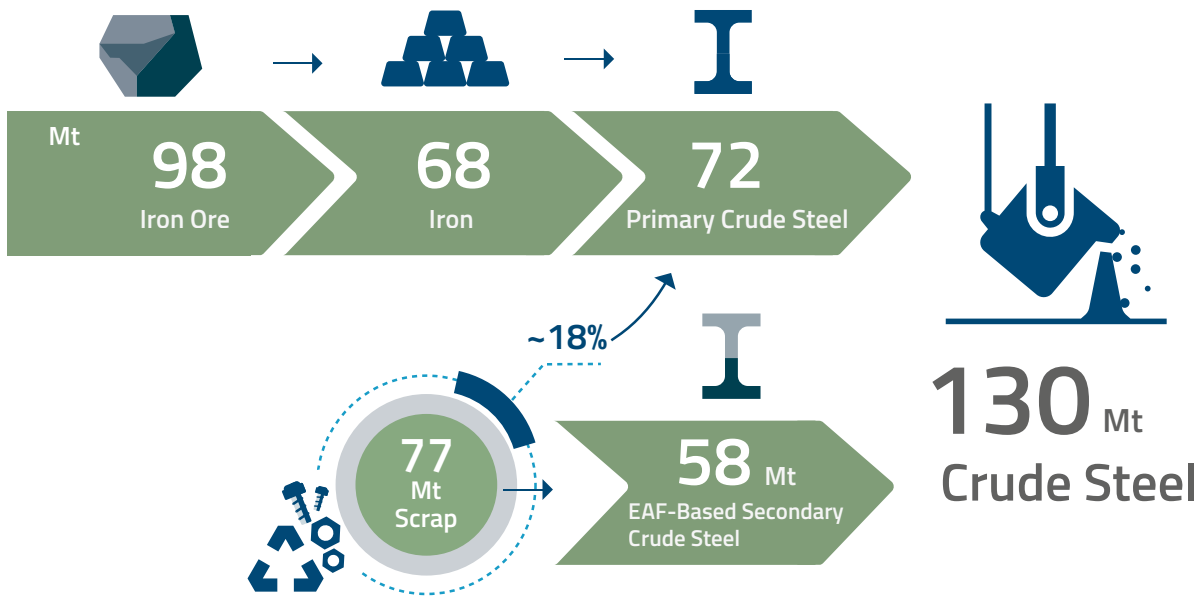 Mt
98
Iron Ore
68
Iron
72
Primary Crude Steel
~18%
77
Mt
Scrap
58 Mt
EAF-Based Secondary
Crude Steel
130 Mt
Crude Steel